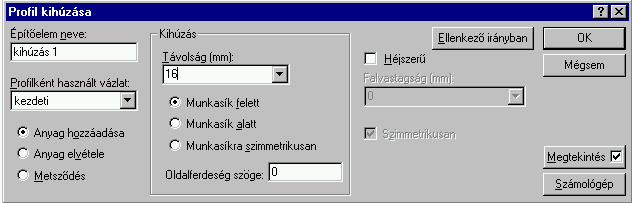 Profil kihúzása
Építőelem neve:
kihúzás 1
Profilként használt vázlat:
kezdeti
Anyag hozzáadása
Anyag elvétele
Metsződés
Kihúzás
Távolság (mm):
16
Munkasík felett
Munkasík alatt
Munkasíkra szimmetrikusan
Oldalferdeség szöge:
0
Ellenkező irányban
Héjszerű
Falvastagság (mm):
0
Szimmetrikusan
OK
Mégsem
Megtekintés
Számológép